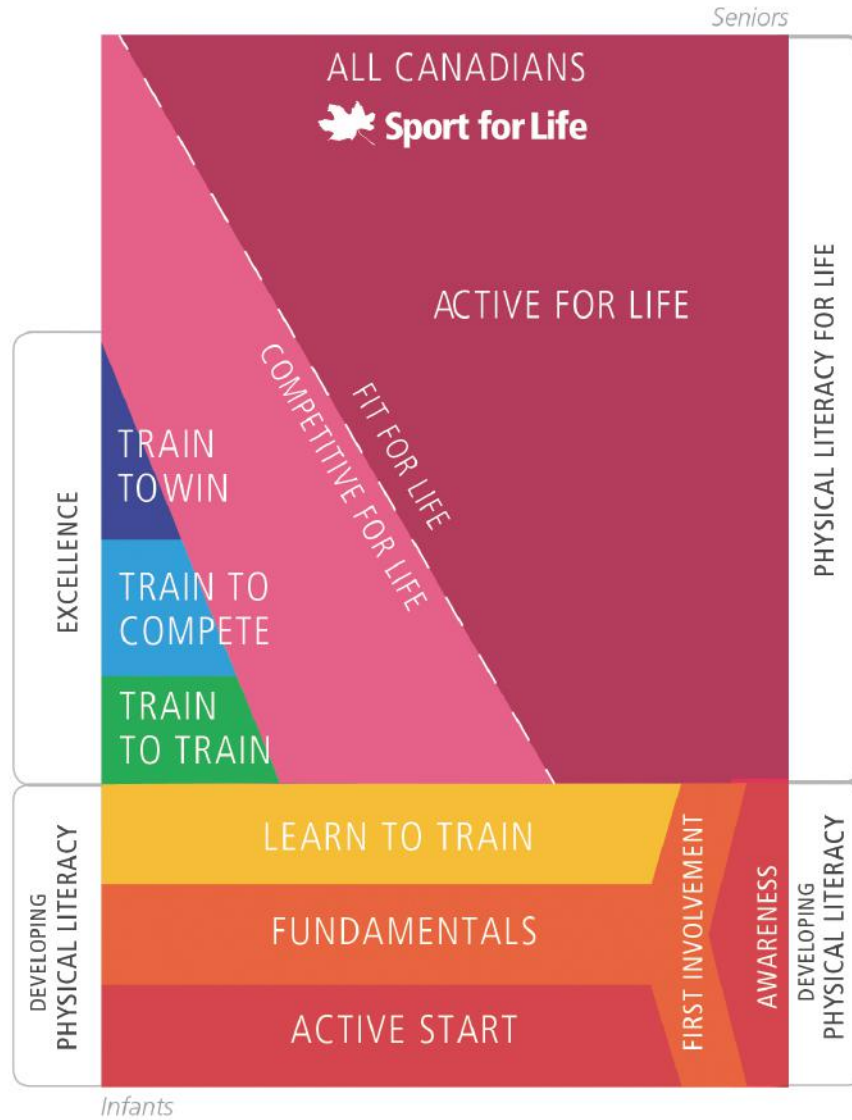 Seniors
ALL CANADIANS
Sport for Life
ACTIVE FOR LIFE
FIT FOR LIFE
COMPETITIVE FOR LIFE
PHYSICAL LITERACY FOR LIFE
EXCELLENCE
TRAIN
TO WIN
TRAIN TO
COMPETE
TRAIN
TO TRAIN
DEVELOPING
PHYSICAL LITERACY
LEARN TO TRAIN
FUNDAMENTALS
ACTIVE START
FIRST INVOLVEMENT
AWARENESS
DEVELOPING
PHYSICAL LITERACY
Infants